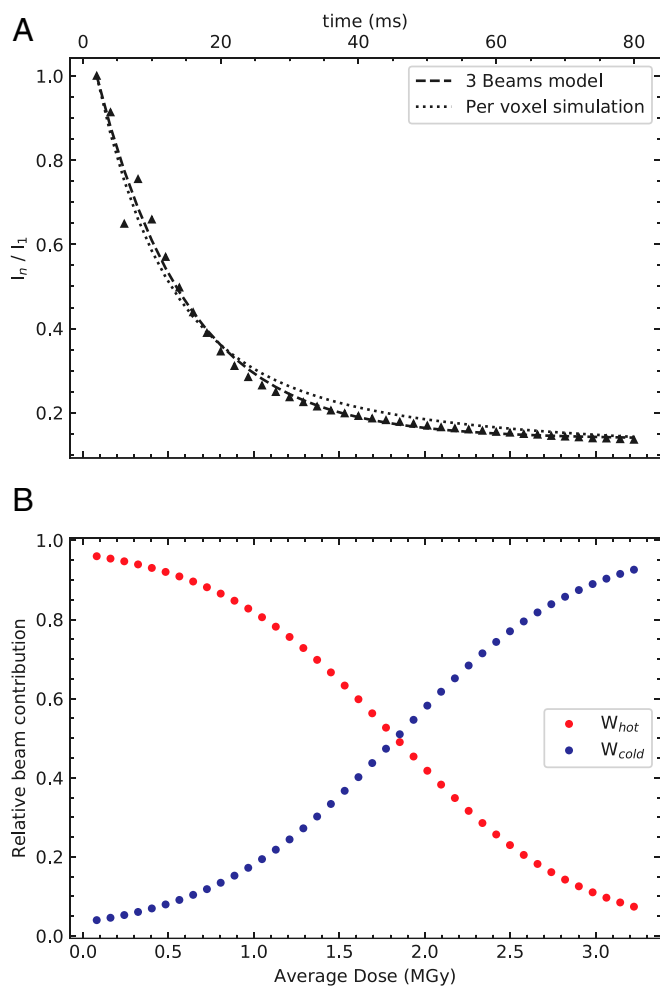 A
time (ms)
0 20 40 60 80
1.0
0.8
0.6
0.4
0.2
I_n / I_1
3 Beams model
Per voxel simulation
B
1.0
0.8
0.6
0.4
0.2
0.0
Relative beam contribution
W_hot
W_cold
0.0 0.5 1.0 1.5 2.0 2.5 3.0
Average Dose (MGy)